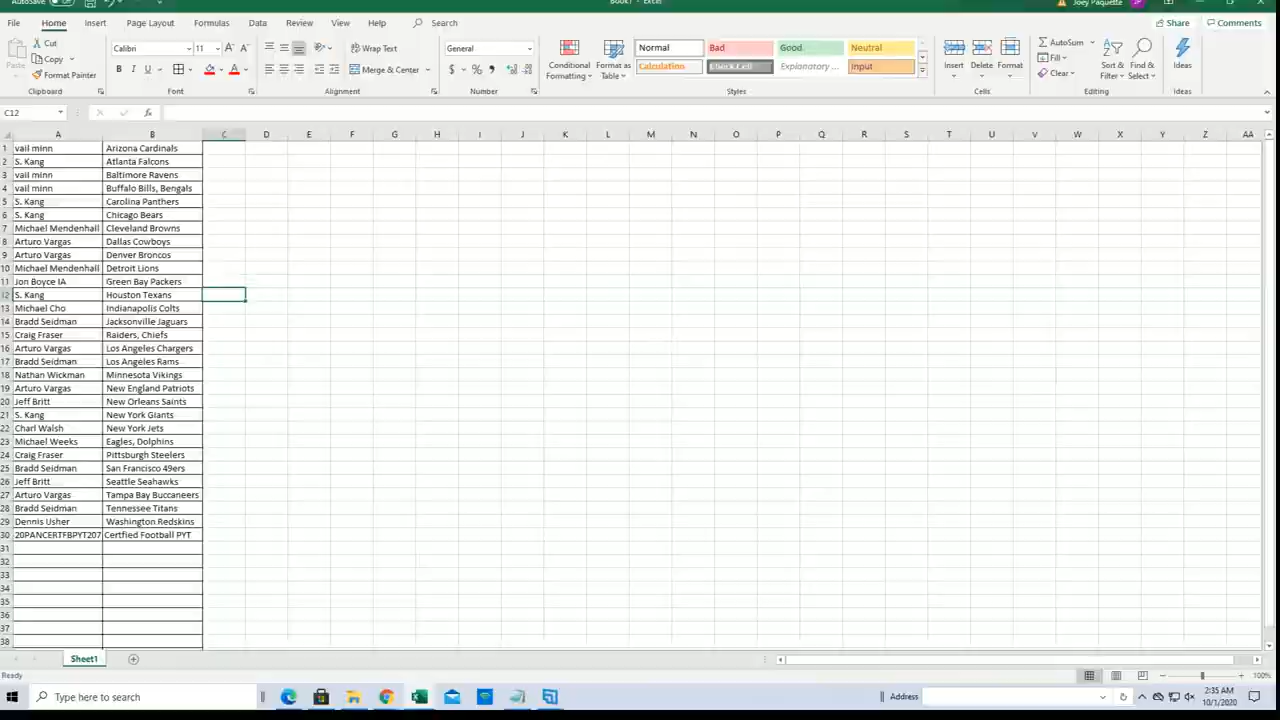 AutoSave Off Book1 - Excel Joey Paquette JP
File Home Insert Page Layout Formulas Data Review View Help Search Share Comments
Paste Cut Copy Format Painter Clipboard
Calibri 11 A A B I U A Font
Wrap Text Merge & Center Alignment
General $ % , Number
Conditional Formatting Format as Table Normal Bad Good Neutral Calculation Check Cell Explanatory ... Input Styles
Insert Delete Format Cells
AutoSum Fill Clear Sort & Filter Find & Select Editing
Ideas Ideas
C12 fx
A B C D E F G H I J K L M N O P Q R S T U V W X Y Z AA
1 vail minn Arizona Cardinals
2 S. Kang Atlanta Falcons
3 vail minn Baltimore Ravens
4 vail minn Buffalo Bills, Bengals
5 S. Kang Carolina Panthers
6 S. Kang Chicago Bears
7 Michael Mendenhall Cleveland Browns
8 Arturo Vargas Dallas Cowboys
9 Arturo Vargas Denver Broncos
10 Michael Mendenhall Detroit Lions
11 Jon Boyce IA Green Bay Packers
12 S. Kang Houston Texans
13 Michael Cho Indianapolis Colts
14 Bradd Seidman Jacksonville Jaguars
15 Craig Fraser Raiders, Chiefs
16 Arturo Vargas Los Angeles Chargers
17 Bradd Seidman Los Angeles Rams
18 Nathan Wickman Minnesota Vikings
19 Arturo Vargas New England Patriots
20 Jeff Britt New Orleans Saints
21 S. Kang New York Giants
22 Charl Walsh New York Jets
23 Michael Weeks Eagles, Dolphins
24 Craig Fraser Pittsburgh Steelers
25 Bradd Seidman San Francisco 49ers
26 Jeff Britt Seattle Seahawks
27 Arturo Vargas Tampa Bay Buccaneers
28 Bradd Seidman Tennessee Titans
29 Dennis Usher Washington Redskins
30 20PANCERTFBPYT207 Certfied Football PYT
31
32
33
34
35
36
37
38
Sheet1
Ready 100%
Type here to search Address 2:35 AM
10/1/2020